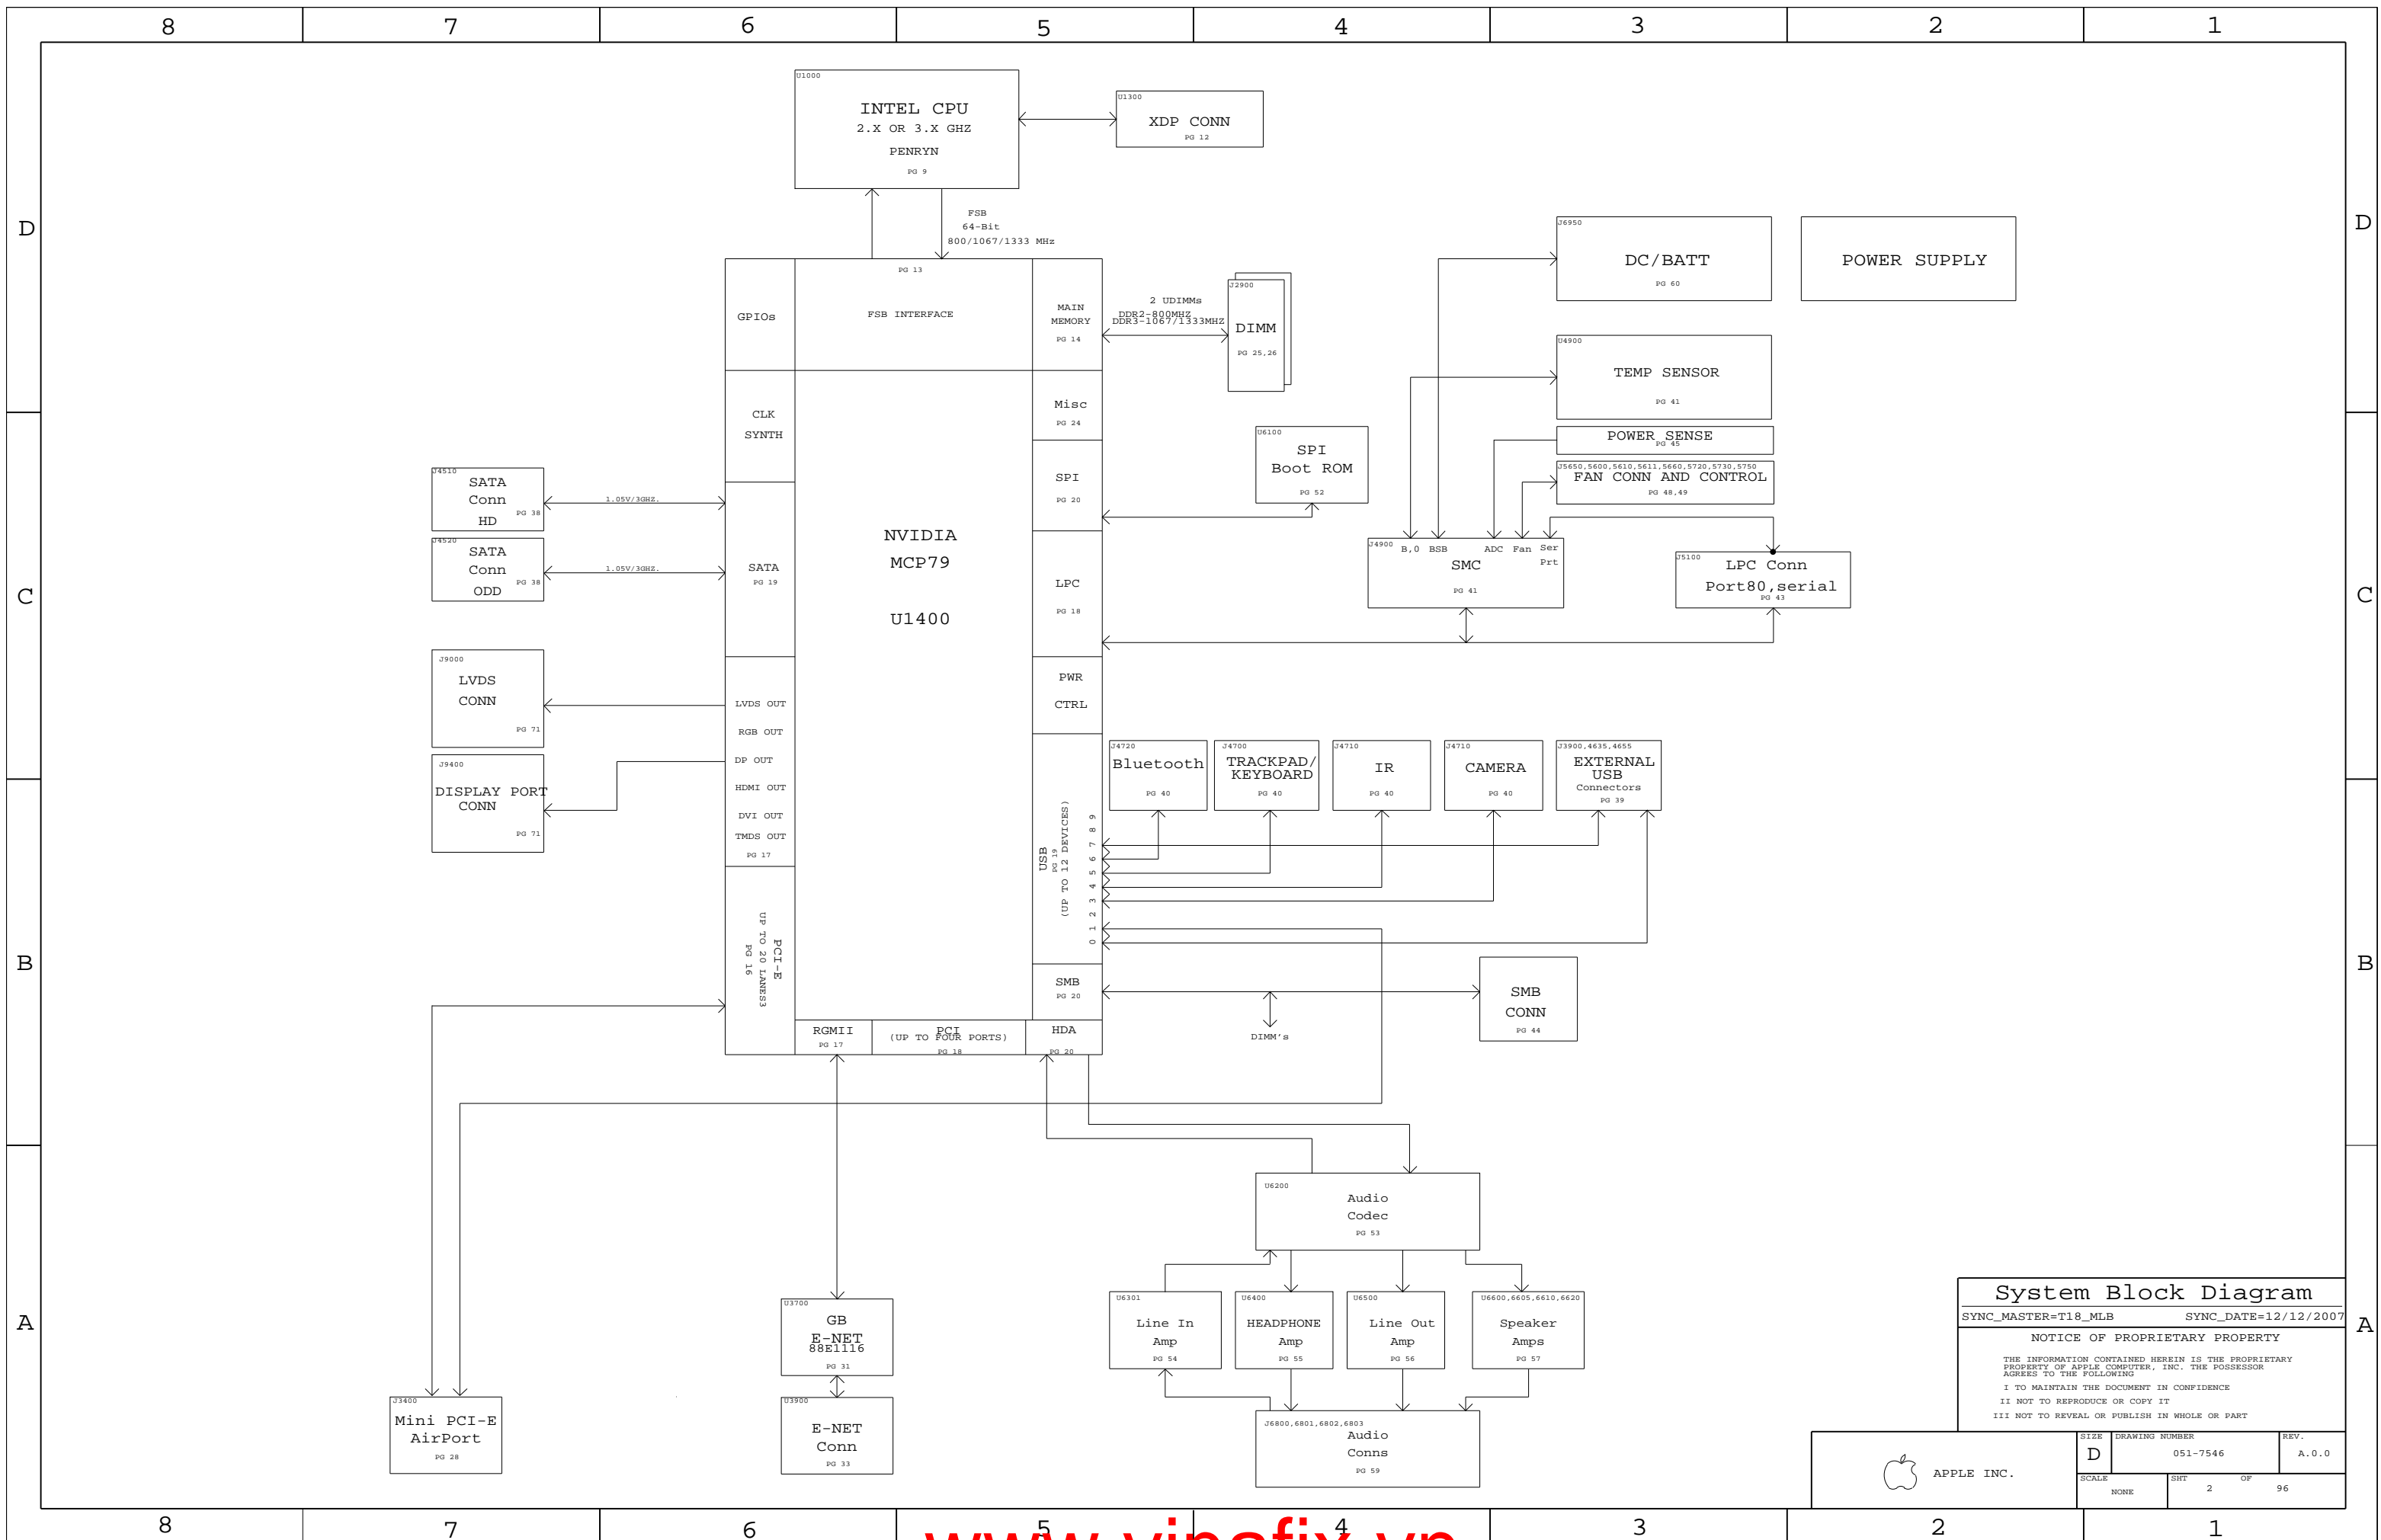 8 7 6 5 4 3 2 1
U1000
INTEL CPU
2.X OR 3.X GHZ
PENRYN
PG 9
U1300
XDP CONN
PG 12
FSB
64-Bit
800/1067/1333 MHz
D
D
J6950
DC/BATT
PG 60
POWER SUPPLY
GPIOs
PG 13
FSB INTERFACE
MAIN
MEMORY
PG 14
2 UDIMMs
DDR2-800MHZ
DDR3-1067/1333MHZ
J2900
DIMM
PG 25,26
U4900
TEMP SENSOR
PG 41
CLK
SYNTH
Misc
PG 24
POWER SENSE
PG 45
J5650,5600,5610,5611,5660,5720,5730,5750
FAN CONN AND CONTROL
PG 48,49
U6100
SPI
Boot ROM
PG 52
SPI
PG 20
J4510
SATA
Conn
HD
PG 38
1.05V/3GHZ.
J4520
SATA
Conn
ODD
PG 38
1.05V/3GHZ.
SATA
PG 19
NVIDIA
MCP79
U1400
LPC
PG 18
J4900
B,0 BSB ADC Fan Ser
Prt
SMC
PG 41
J5100
LPC Conn
Port80,serial
PG 43
C
C
J9000
LVDS
CONN
PG 71
J9400
DISPLAY PORT
CONN
PG 71
LVDS OUT
RGB OUT
DP OUT
HDMI OUT
DVI OUT
TMDS OUT
PG 17
PWR
CTRL
J4720
Bluetooth
PG 40
J4700
TRACKPAD/
KEYBOARD
PG 40
J4710
IR
PG 40
J4710
CAMERA
PG 40
J3900,4635,4655
EXTERNAL
USB
Connectors
PG 39
USB
PG 19
(UP TO 12 DEVICES)
0 1 2 3 4 5 6 7 8 9
PCI-E
UP TO 20 LANES3
PG 16
B
B
SMB
PG 20
SMB
CONN
PG 44
DIMM's
RGMII
PG 17
PCI
(UP TO FOUR PORTS)
PG 18
HDA
PG 20
U6200
Audio
Codec
PG 53
U6301
Line In
Amp
PG 54
U6400
HEADPHONE
Amp
PG 55
U6500
Line Out
Amp
PG 56
U6600,6605,6610,6620
Speaker
Amps
PG 57
J6800,6801,6802,6803
Audio
Conns
PG 59
A
A
U3700
GB
E-NET
88E1116
PG 31
U3900
E-NET
Conn
PG 33
J3400
Mini PCI-E
AirPort
PG 28
System Block Diagram
SYNC_MASTER=T18_MLB SYNC_DATE=12/12/2007
NOTICE OF PROPRIETARY PROPERTY
THE INFORMATION CONTAINED HEREIN IS THE PROPRIETARY
PROPERTY OF APPLE COMPUTER, INC. THE POSSESSOR
AGREES TO THE FOLLOWING
I TO MAINTAIN THE DOCUMENT IN CONFIDENCE
II NOT TO REPRODUCE OR COPY IT
III NOT TO REVEAL OR PUBLISH IN WHOLE OR PART
APPLE INC.
SIZE
D
DRAWING NUMBER
051-7546
REV.
A.0.0
SCALE
NONE
SHT 2 OF 96
8 7 6 5 4 3 2 1
www.vinafix.vn